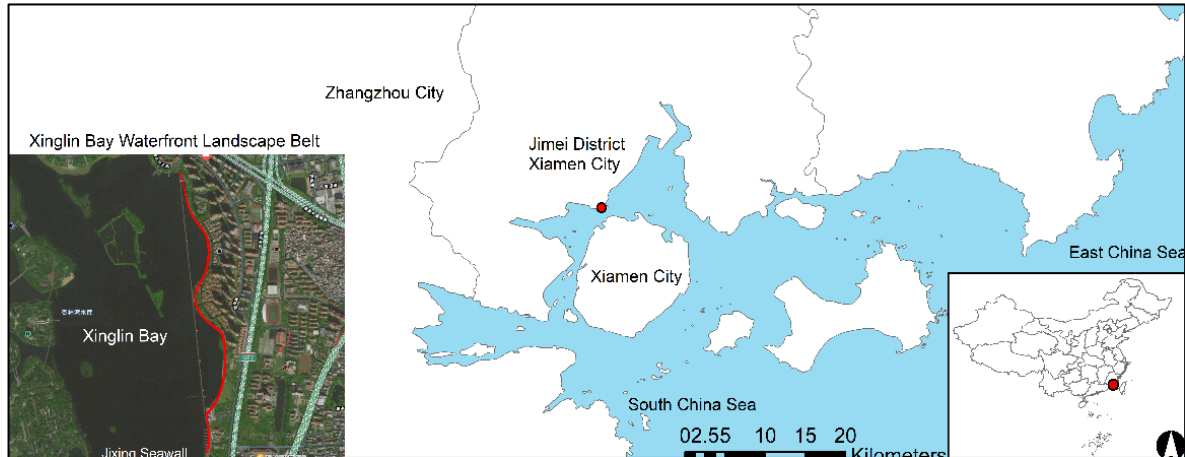 Zhangzhou City
Xinglin Bay Waterfront Landscape Belt
Jimei District
Xiamen City
Xiamen City
East China Sea
Xinglin Bay
South China Sea
Jixing Seawall
02.55 10 15 20
Kilometers